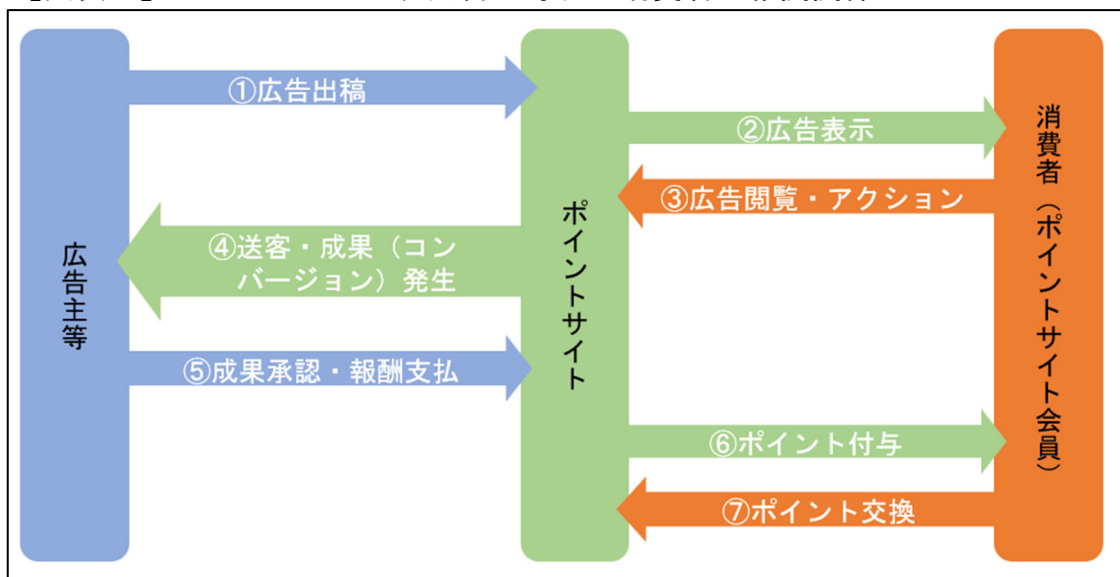 ①広告出稿
②広告表示
③広告閲覧・アクション
④送客・成果（コン
バージョン）発生
⑤成果承認・報酬支払
⑥ポイント付与
⑦ポイント交換
広告主等
ポイントサイト
消費者（ポイントサイト会員）